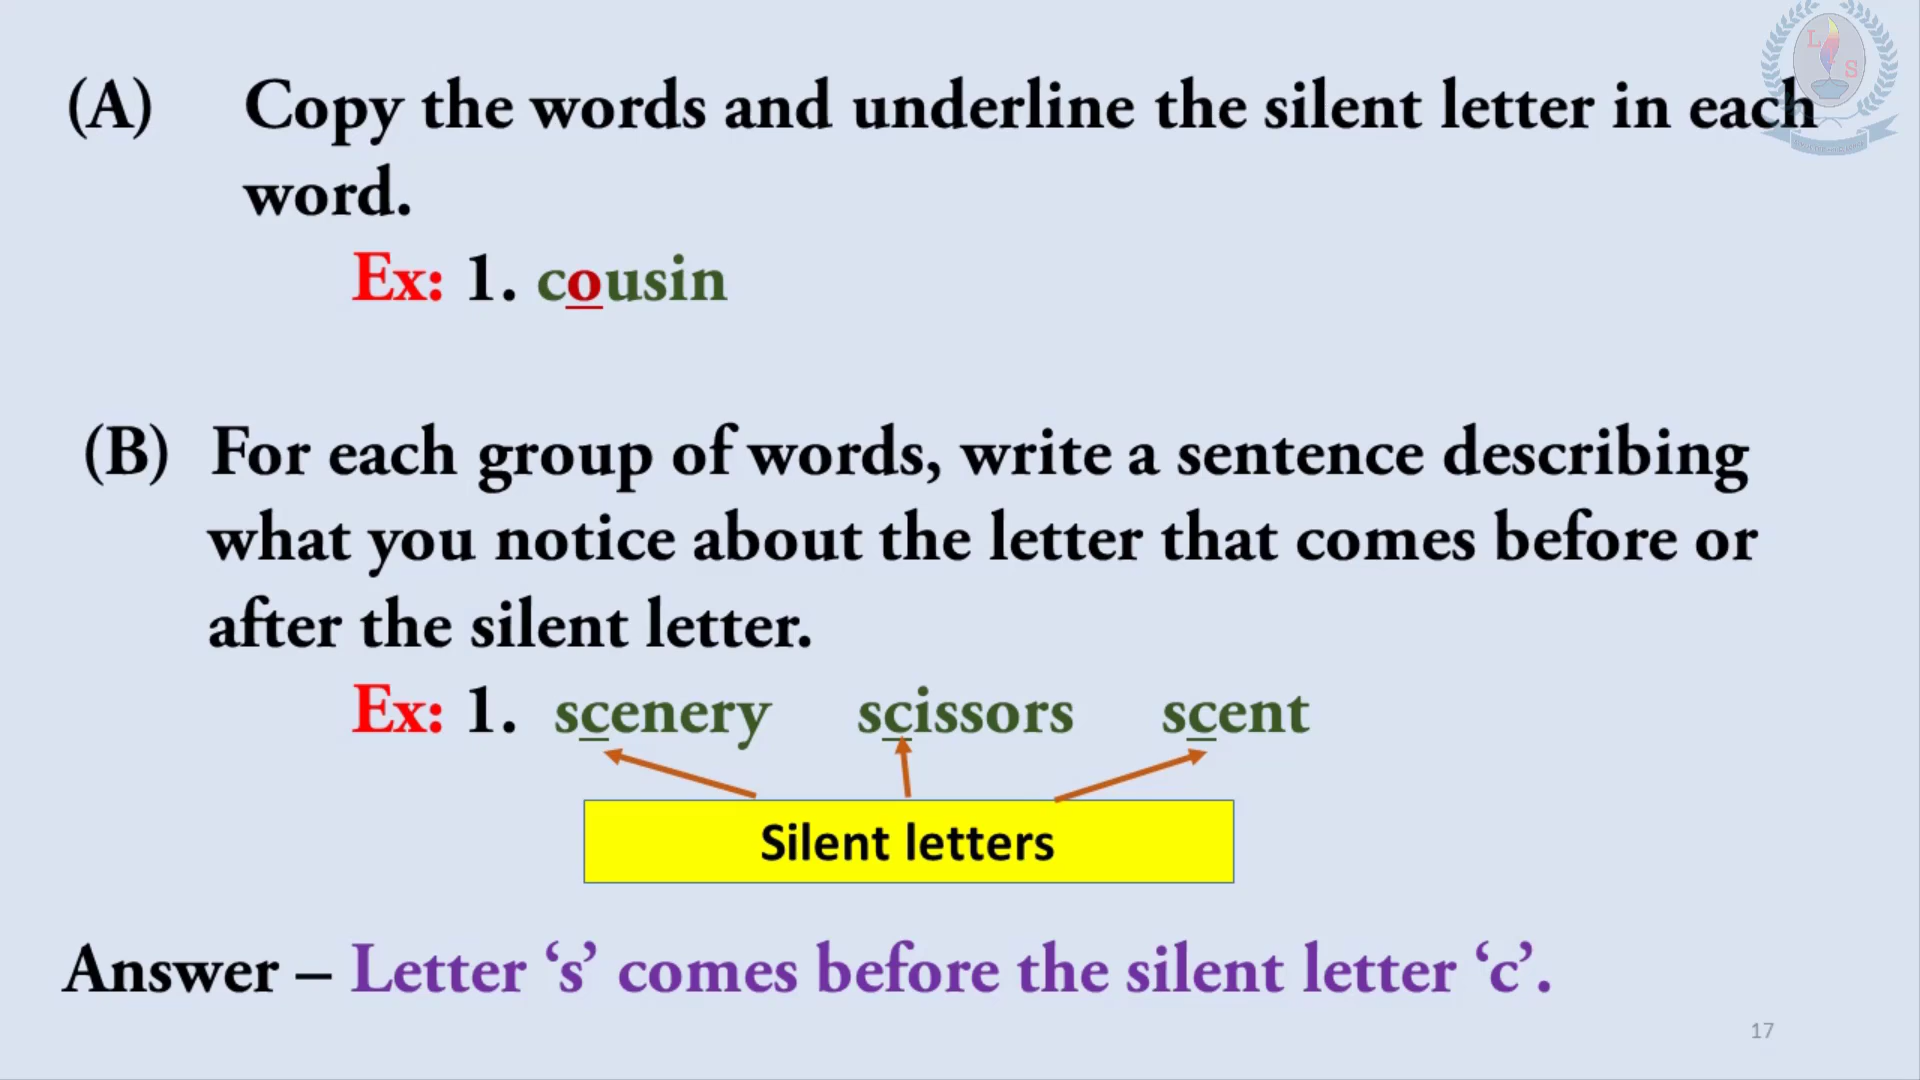 L
S
(A) Copy the words and underline the silent letter in each
word.
Ex: 1. cousin
(B) For each group of words, write a sentence describing
what you notice about the letter that comes before or
after the silent letter.
Ex: 1. scenery scissors scent
Silent letters
Answer – Letter ‘s’ comes before the silent letter ‘c’.
17